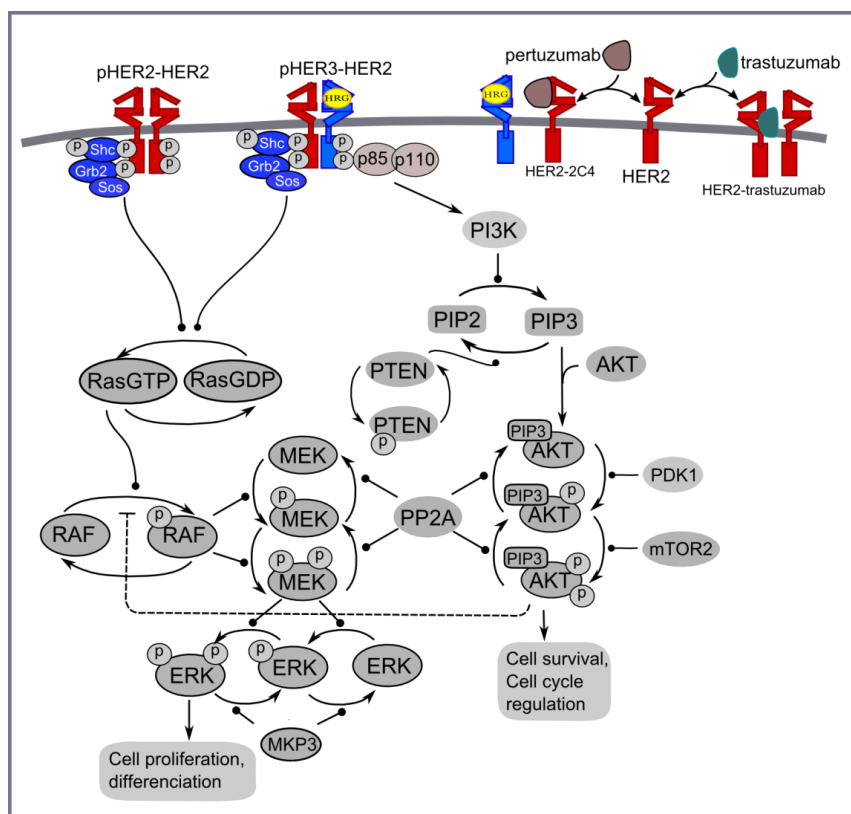 pHER2-HER2
pHER3-HER2
pertuzumab
trastuzumab
HRG
HRG
P
Shc
P
P
Grb2
P
P
Sos
P
Shc
P
P
Grb2
P
P
Sos
p85
p110
HER2-2C4
HER2
HER2-trastuzumab
PI3K
PIP2
PIP3
RasGTP
RasGDP
PTEN
AKT
PTEN
P
PIP3
AKT
MEK
PDK1
P
MEK
PP2A
PIP3
P
AKT
RAF
P
RAF
mTOR2
P
P
MEK
PIP3
P
AKT
P
P
P
ERK
P
ERK
ERK
Cell survival,
Cell cycle
regulation
MKP3
Cell proliferation,
differenciation